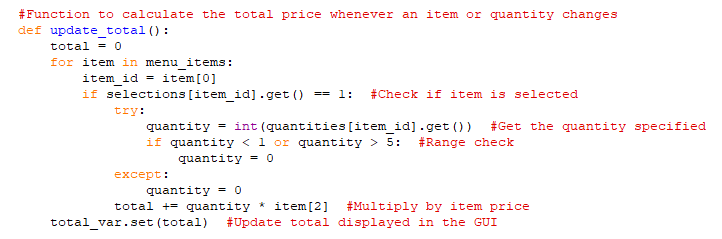 #Function to calculate the total price whenever an item or quantity changes
def update_total():
    total = 0
    for item in menu_items:
        item_id = item[0]
        if selections[item_id].get() == 1:  #Check if item is selected
            try:
                quantity = int(quantities[item_id].get())  #Get the quantity specified
                if quantity < 1 or quantity > 5:  #Range check
                    quantity = 0
            except:
                quantity = 0
            total += quantity * item[2]  #Multiply by item price
    total_var.set(total)  #Update total displayed in the GUI